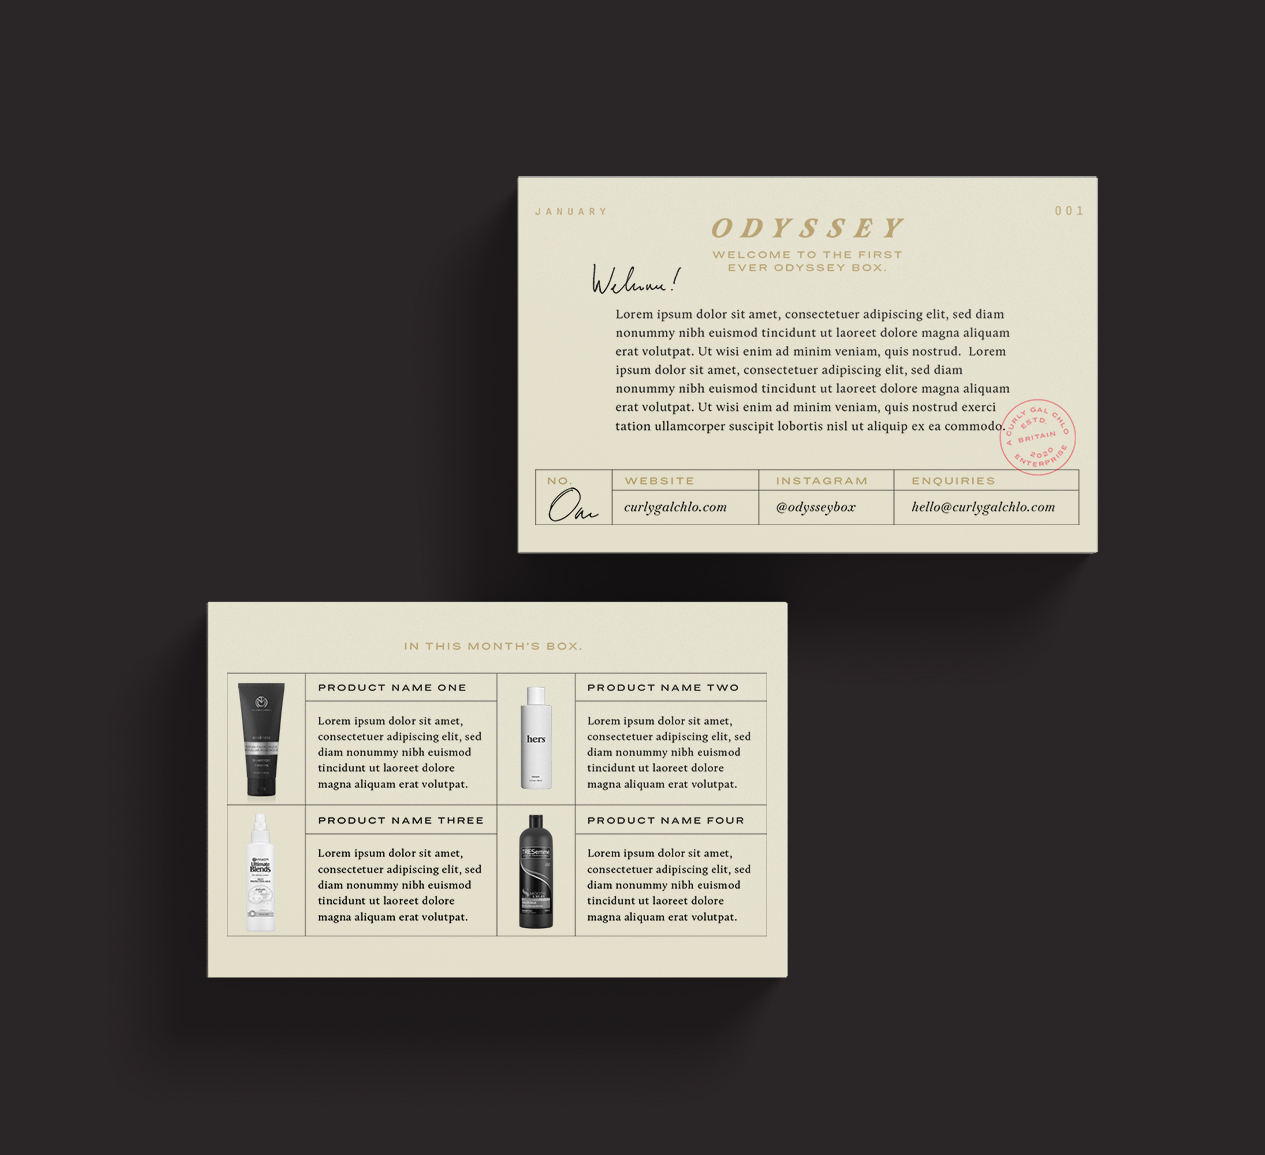 JANUARY
001
ODYSSEY
WELCOME TO THE FIRST
EVER ODYSSEY BOX.
Welcome!
Lorem ipsum dolor sit amet, consectetuer adipiscing elit, sed diam
nonummy nibh euismod tincidunt ut laoreet dolore magna aliquam
erat volutpat. Ut wisi enim ad minim veniam, quis nostrud. Lorem
ipsum dolor sit amet, consectetuer adipiscing elit, sed diam
nonummy nibh euismod tincidunt ut laoreet dolore magna aliquam
erat volutpat. Ut wisi enim ad minim veniam, quis nostrud exerci
tation ullamcorper suscipit lobortis nisl ut aliquip ex ea commodo.
A CURLY GAL CHLO
ESTD.
BRITAIN
2020
ENTERPRISE
NO.
One
WEBSITE
curlygalchlo.com
INSTAGRAM
@odysseybox
ENQUIRIES
hello@curlygalchlo.com
IN THIS MONTH'S BOX.
PRODUCT NAME ONE
Lorem ipsum dolor sit amet,
consectetuer adipiscing elit, sed
diam nonummy nibh euismod
tincidunt ut laoreet dolore
magna aliquam erat volutpat.
hers
PRODUCT NAME TWO
Lorem ipsum dolor sit amet,
consectetuer adipiscing elit, sed
diam nonummy nibh euismod
tincidunt ut laoreet dolore
magna aliquam erat volutpat.
GARNIER
Ultimate
Blends
PRODUCT NAME THREE
Lorem ipsum dolor sit amet,
consectetuer adipiscing elit, sed
diam nonummy nibh euismod
tincidunt ut laoreet dolore
magna aliquam erat volutpat.
TRESemmé
PRODUCT NAME FOUR
Lorem ipsum dolor sit amet,
consectetuer adipiscing elit, sed
diam nonummy nibh euismod
tincidunt ut laoreet dolore
magna aliquam erat volutpat.